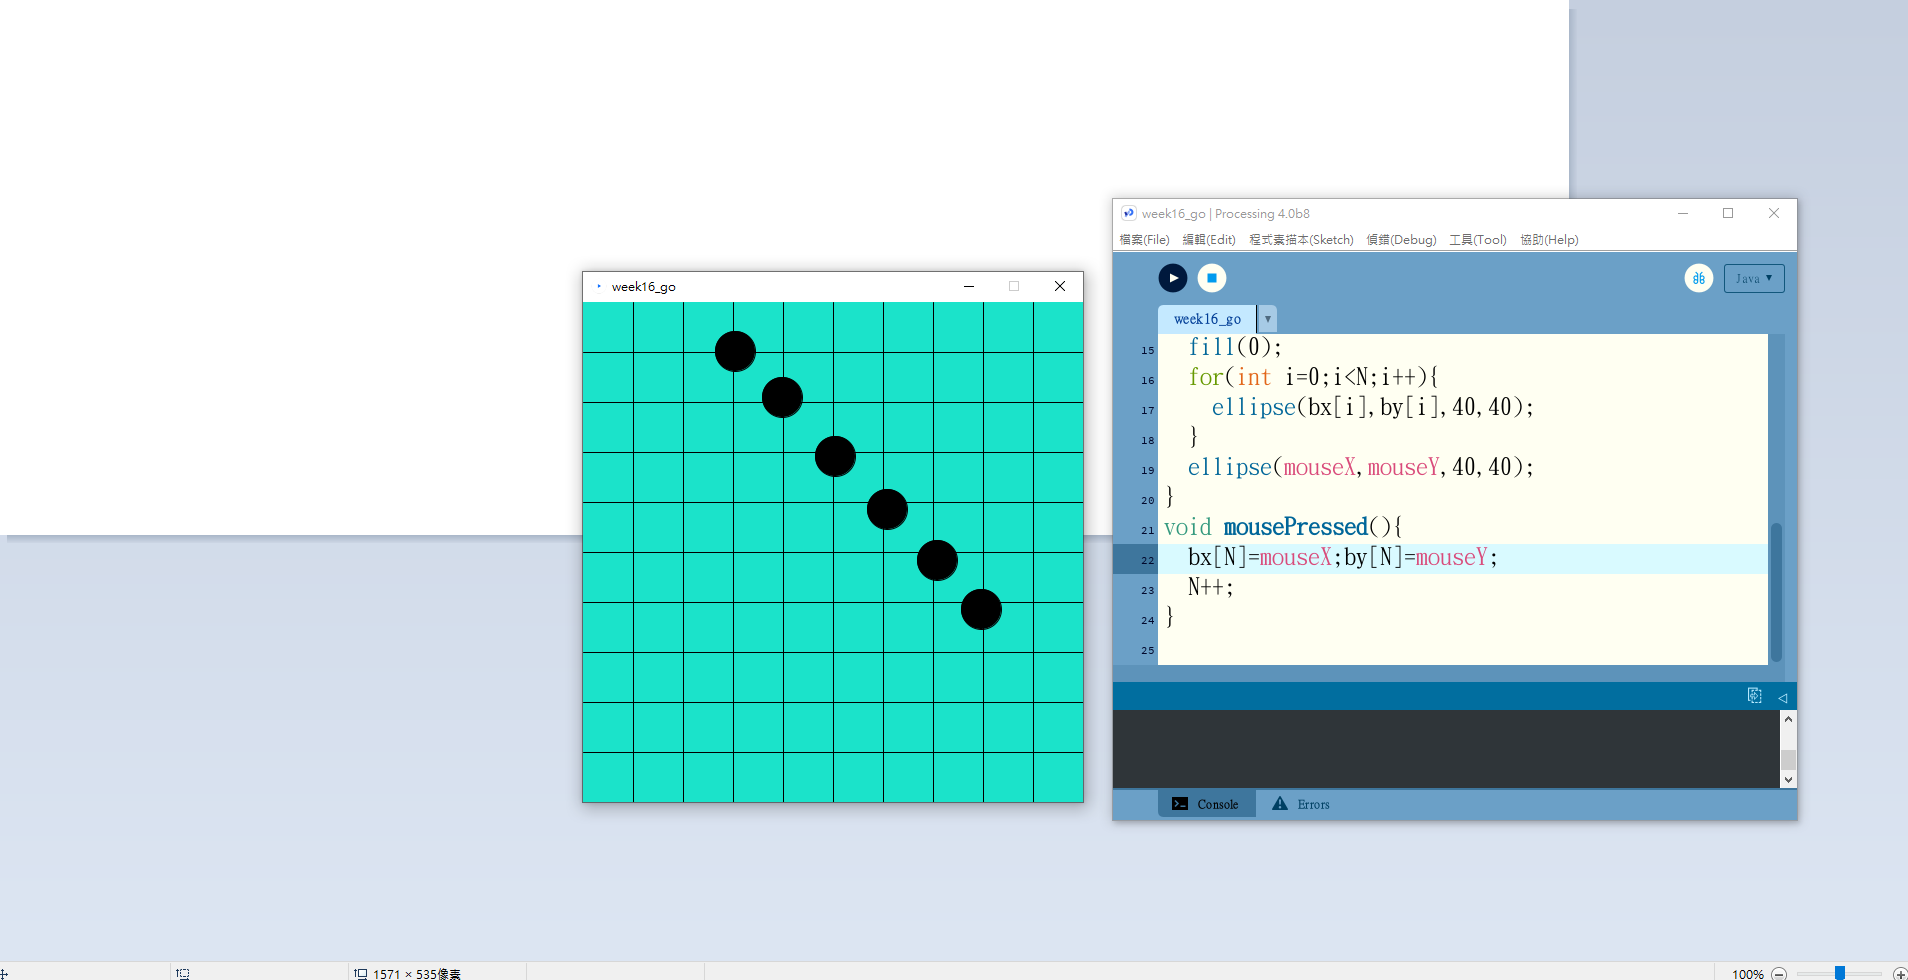 week16_go
week16_go | Processing 4.0b8
檔案(File) 編輯(Edit) 程式素描本(Sketch) 偵錯(Debug) 工具(Tool) 協助(Help)
Java ▼
week16_go ▼
15 fill(0);
16 for(int i=0;i<N;i++){
17 ellipse(bx[i],by[i],40,40);
18 }
19 ellipse(mouseX,mouseY,40,40);
20 }
21 void mousePressed(){
22 bx[N]=mouseX;by[N]=mouseY;
23 N++;
24 }
25
Console Errors
1571 × 535像素
100%